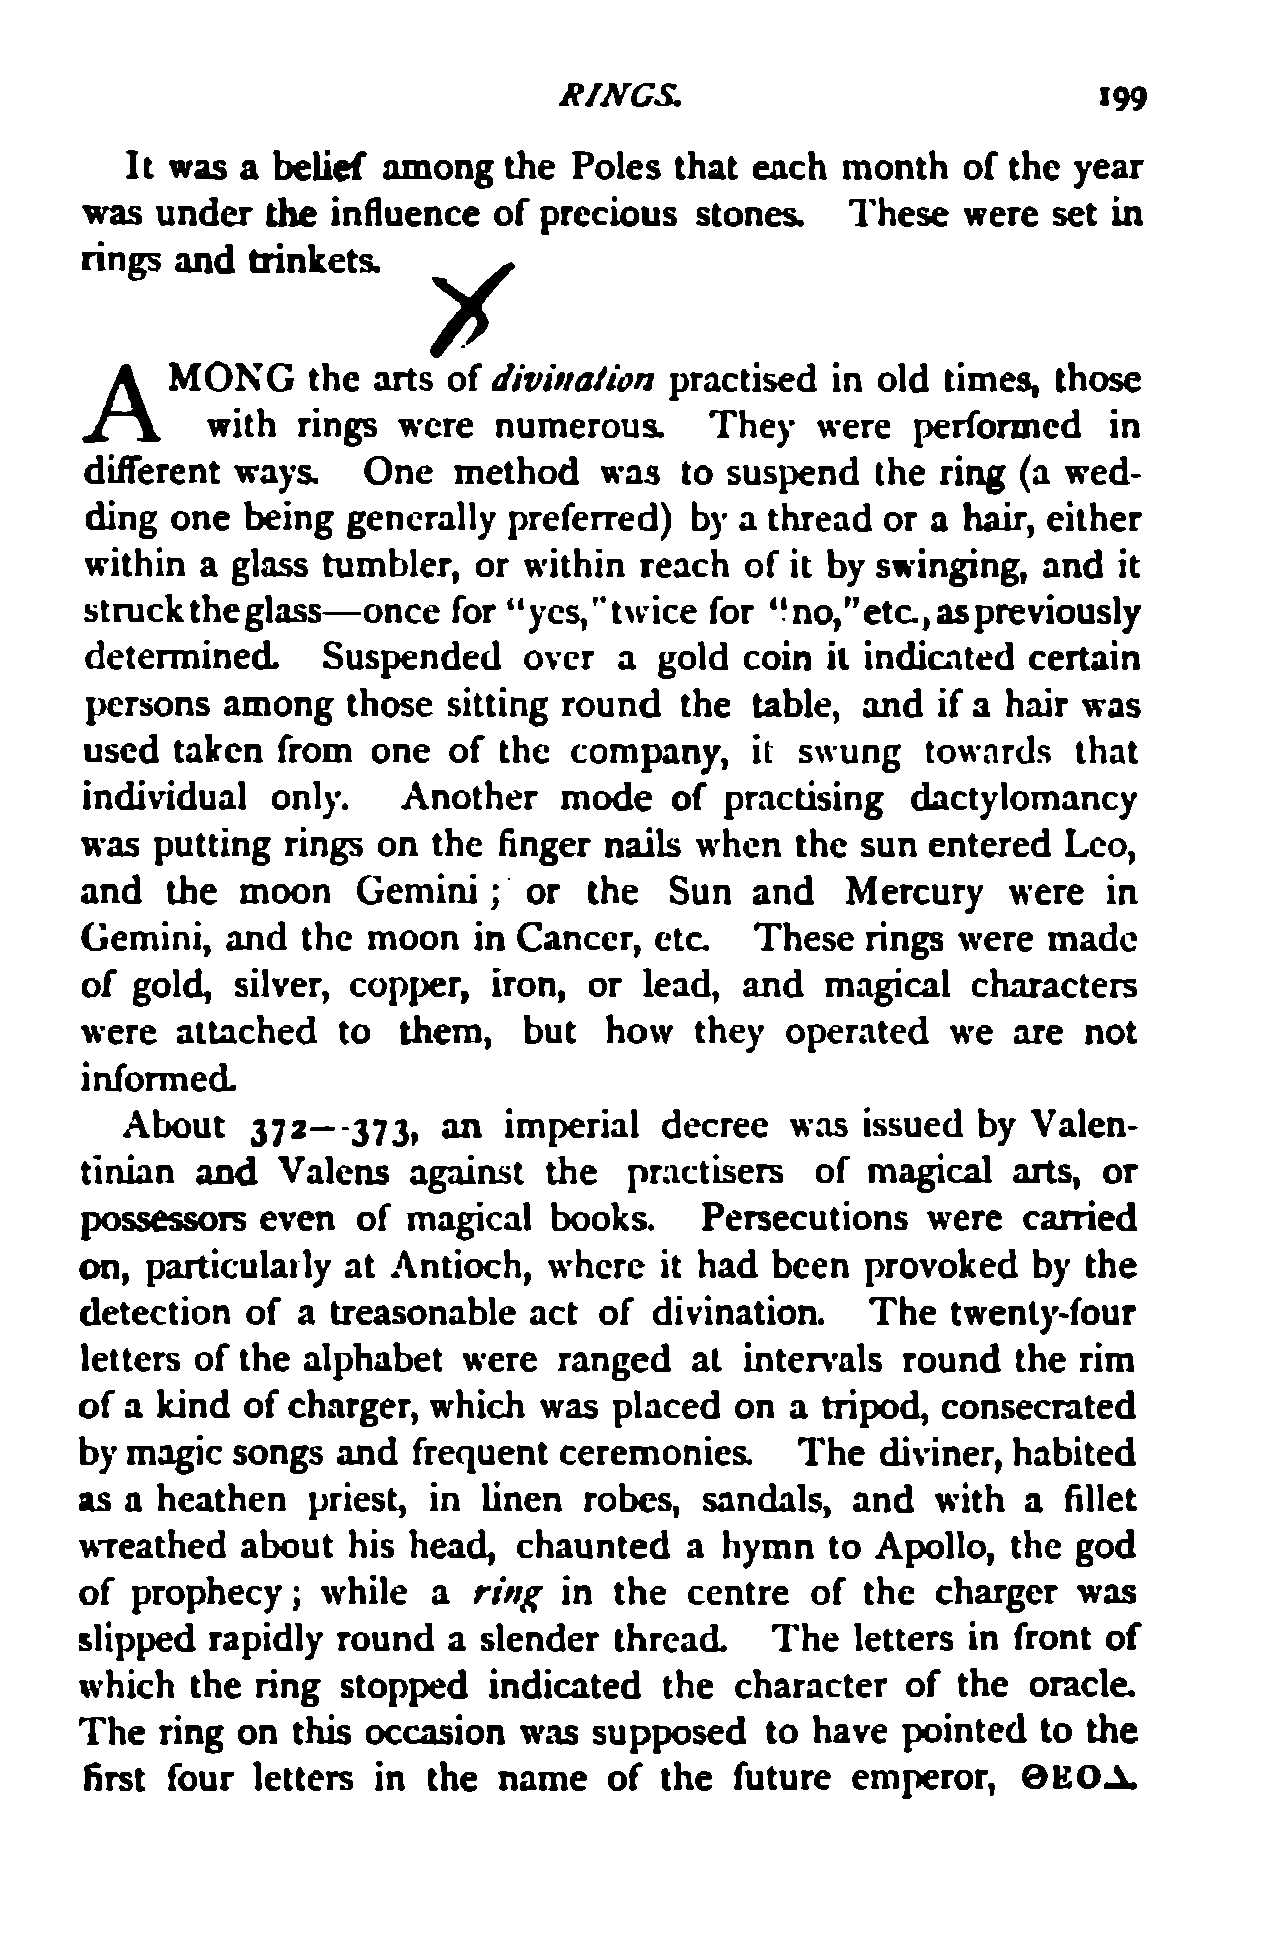 RINGS. 199
It was a belief among the Poles that each month of the year
was under the influence of precious stones. These were set in
rings and trinkets.
AMONG the arts of divination practised in old times, those
with rings were numerous. They were performed in
different ways. One method was to suspend the ring (a wed-
ding one being generally preferred) by a thread or a hair, either
within a glass tumbler, or within reach of it by swinging, and it
struck the glass—once for "yes," twice for "no," etc., as previously
determined. Suspended over a gold coin it indicated certain
persons among those sitting round the table, and if a hair was
used taken from one of the company, it swung towards that
individual only. Another mode of practising dactylomancy
was putting rings on the finger nails when the sun entered Leo,
and the moon Gemini; or the Sun and Mercury were in
Gemini, and the moon in Cancer, etc. These rings were made
of gold, silver, copper, iron, or lead, and magical characters
were attached to them, but how they operated we are not
informed.
About 372--373, an imperial decree was issued by Valen-
tinian and Valens against the practisers of magical arts, or
possessors even of magical books. Persecutions were carried
on, particularly at Antioch, where it had been provoked by the
detection of a treasonable act of divination. The twenty-four
letters of the alphabet were ranged at intervals round the rim
of a kind of charger, which was placed on a tripod, consecrated
by magic songs and frequent ceremonies. The diviner, habited
as a heathen priest, in linen robes, sandals, and with a fillet
wreathed about his head, chaunted a hymn to Apollo, the god
of prophecy; while a ring in the centre of the charger was
slipped rapidly round a slender thread. The letters in front of
which the ring stopped indicated the character of the oracle.
The ring on this occasion was supposed to have pointed to the
first four letters in the name of the future emperor, ΘΕΟΔ.